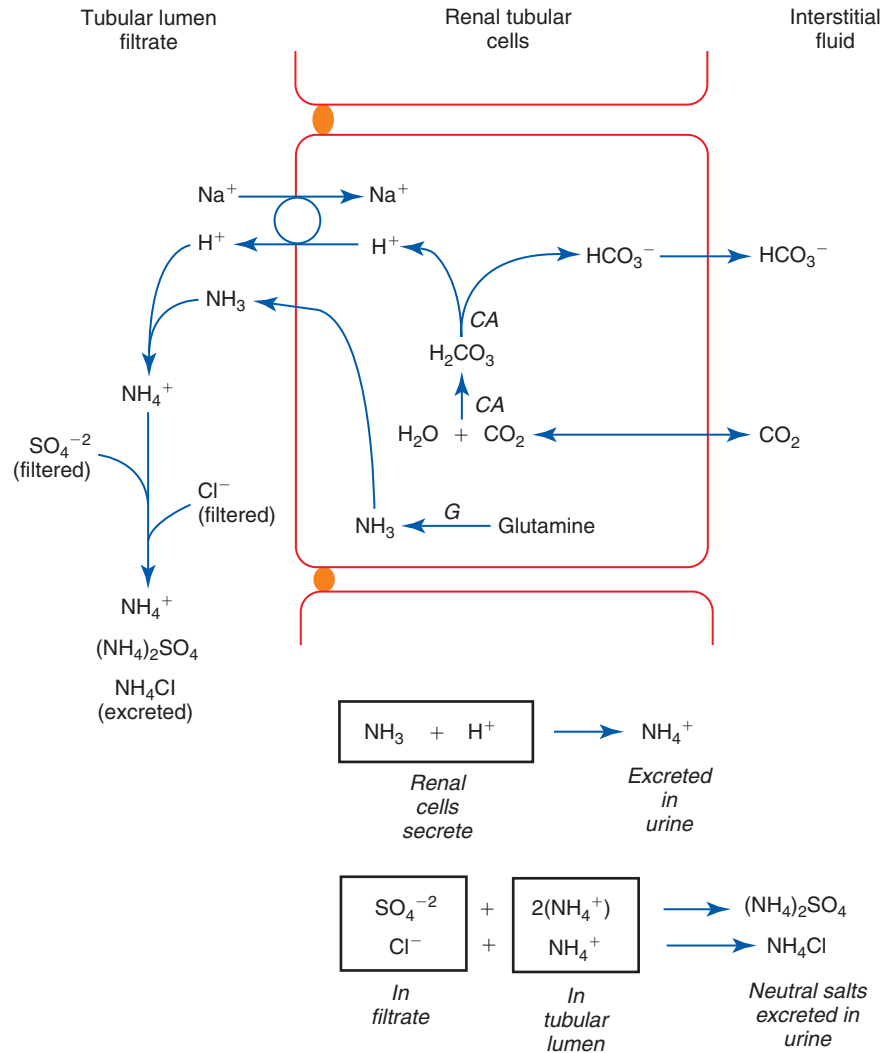 Tubular lumen
filtrate
Renal tubular
cells
Interstitial
fluid
Na⁺
Na⁺
H⁺
H⁺
HCO₃⁻
HCO₃⁻
NH₃
CA
H₂CO₃
NH₄⁺
CA
H₂O + CO₂
CO₂
SO₄⁻²
(filtered)
Cl⁻
(filtered)
NH₃
G
Glutamine
NH₄⁺
(NH₄)₂SO₄
NH₄Cl
(excreted)
NH₃ + H⁺
NH₄⁺
Renal
cells
secrete
Excreted
in
urine
SO₄⁻² + 2(NH₄⁺) (NH₄)₂SO₄
Cl⁻ + NH₄⁺ NH₄Cl
In
filtrate
In
tubular
lumen
Neutral salts
excreted in
urine